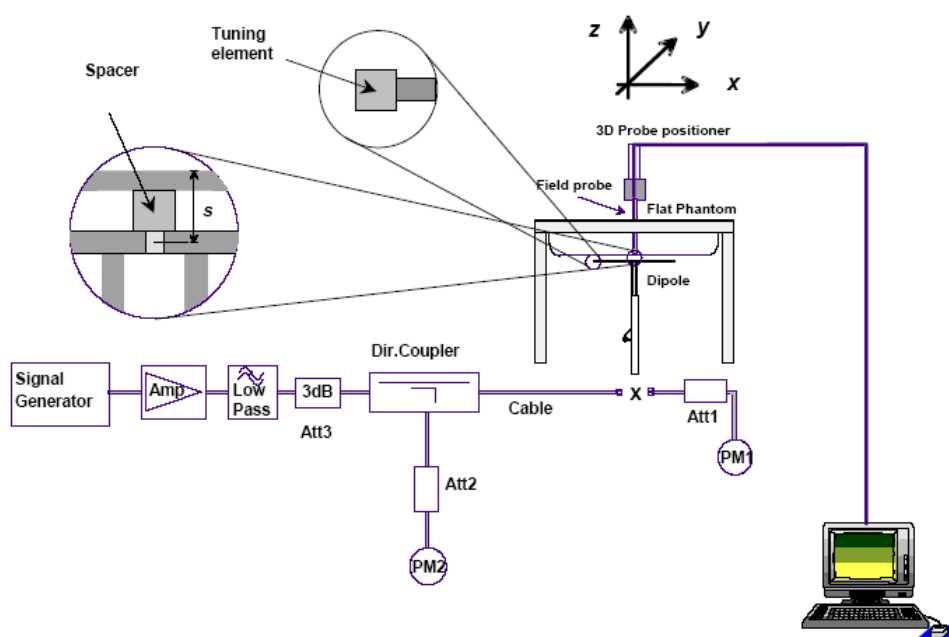 Tuning
element
Spacer
z
y
x
3D Probe positioner
Field probe
Flat Phantom
s
Dipole
Dir.Coupler
Signal
Generator
Amp
Low
Pass
3dB
Att3
Cable
X
Att1
PM1
Att2
PM2